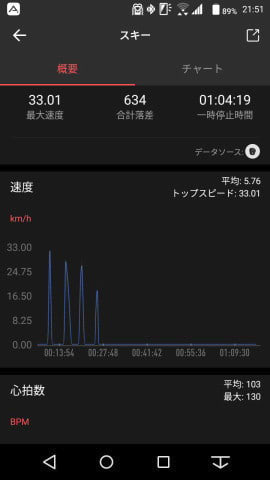 89% 21:51
スキー
概要
チャート
33.01 634 01:04:19
最大速度 合計落差 一時停止時間
データソース:
速度
平均: 5.76
トップスピード: 33.01
km/h
33.00
24.75
16.50
8.25
0.00
00:13:54 00:27:48 00:41:42 00:55:36 01:09:30
心拍数
平均: 103
最大: 130
BPM